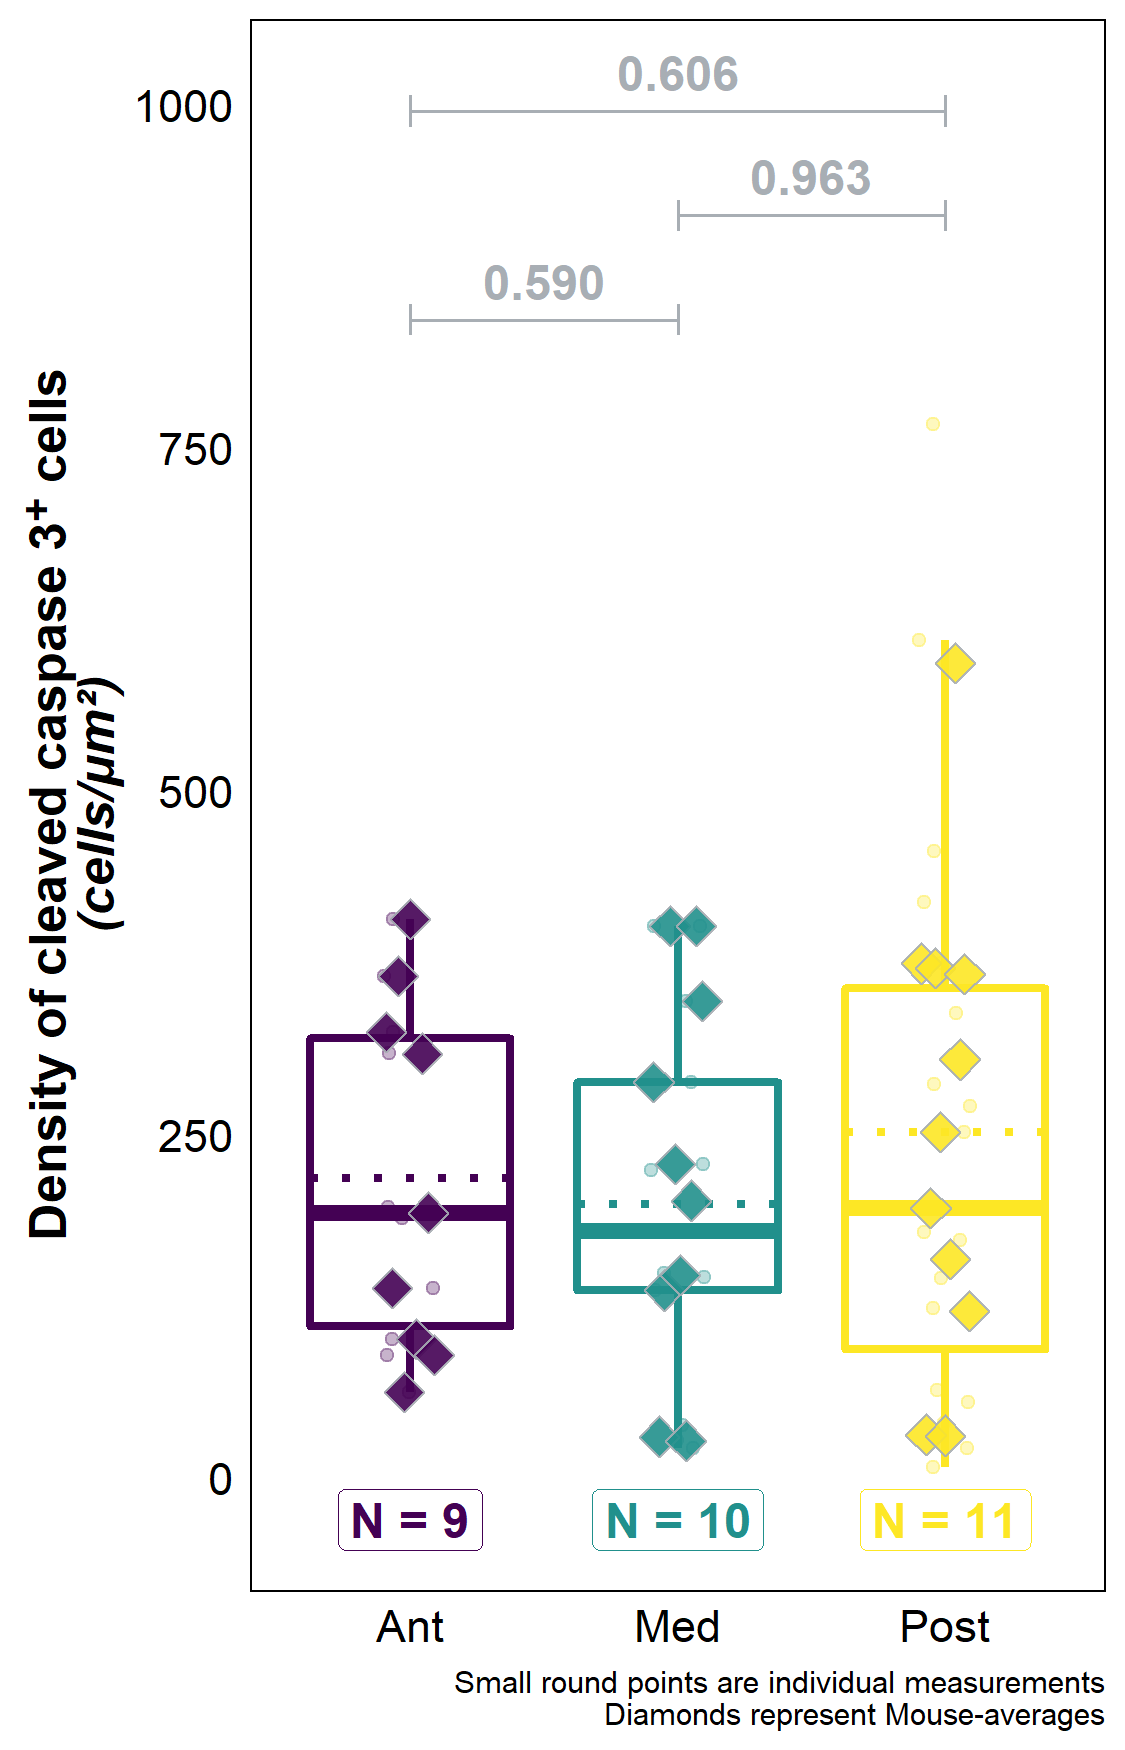 0.606
1000
0.963
0.590
750
500
250
0
Density of cleaved caspase 3⁺ cells
(cells/μm²)
N = 9
N = 10
N = 11
Ant
Med
Post
Small round points are individual measurements
Diamonds represent Mouse-averages